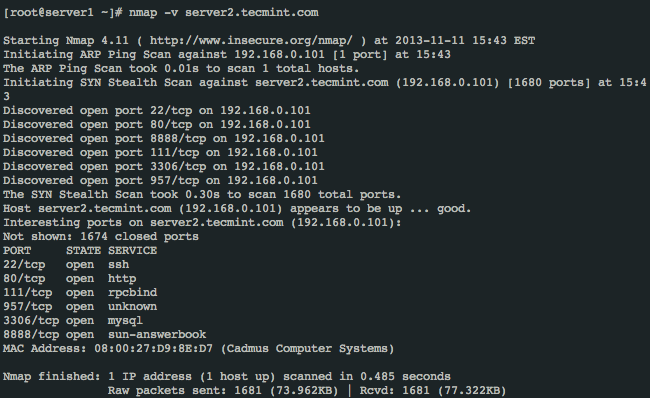 [root@server1 ~]# nmap -v server2.tecmint.com
Starting Nmap 4.11 ( http://www.insecure.org/nmap/ ) at 2013-11-11 15:43 EST
Initiating ARP Ping Scan against 192.168.0.101 [1 port] at 15:43
The ARP Ping Scan took 0.01s to scan 1 total hosts.
Initiating SYN Stealth Scan against server2.tecmint.com (192.168.0.101) [1680 ports] at 15:4
3
Discovered open port 22/tcp on 192.168.0.101
Discovered open port 80/tcp on 192.168.0.101
Discovered open port 8888/tcp on 192.168.0.101
Discovered open port 111/tcp on 192.168.0.101
Discovered open port 3306/tcp on 192.168.0.101
Discovered open port 957/tcp on 192.168.0.101
The SYN Stealth Scan took 0.30s to scan 1680 total ports.
Host server2.tecmint.com (192.168.0.101) appears to be up ... good.
Interesting ports on server2.tecmint.com (192.168.0.101):
Not shown: 1674 closed ports
PORT     STATE SERVICE
22/tcp   open  ssh
80/tcp   open  http
111/tcp  open  rpcbind
957/tcp  open  unknown
3306/tcp open  mysql
8888/tcp open  sun-answerbook
MAC Address: 08:00:27:D9:8E:D7 (Cadmus Computer Systems)
Nmap finished: 1 IP address (1 host up) scanned in 0.485 seconds
Raw packets sent: 1681 (73.962KB) | Rcvd: 1681 (77.322KB)